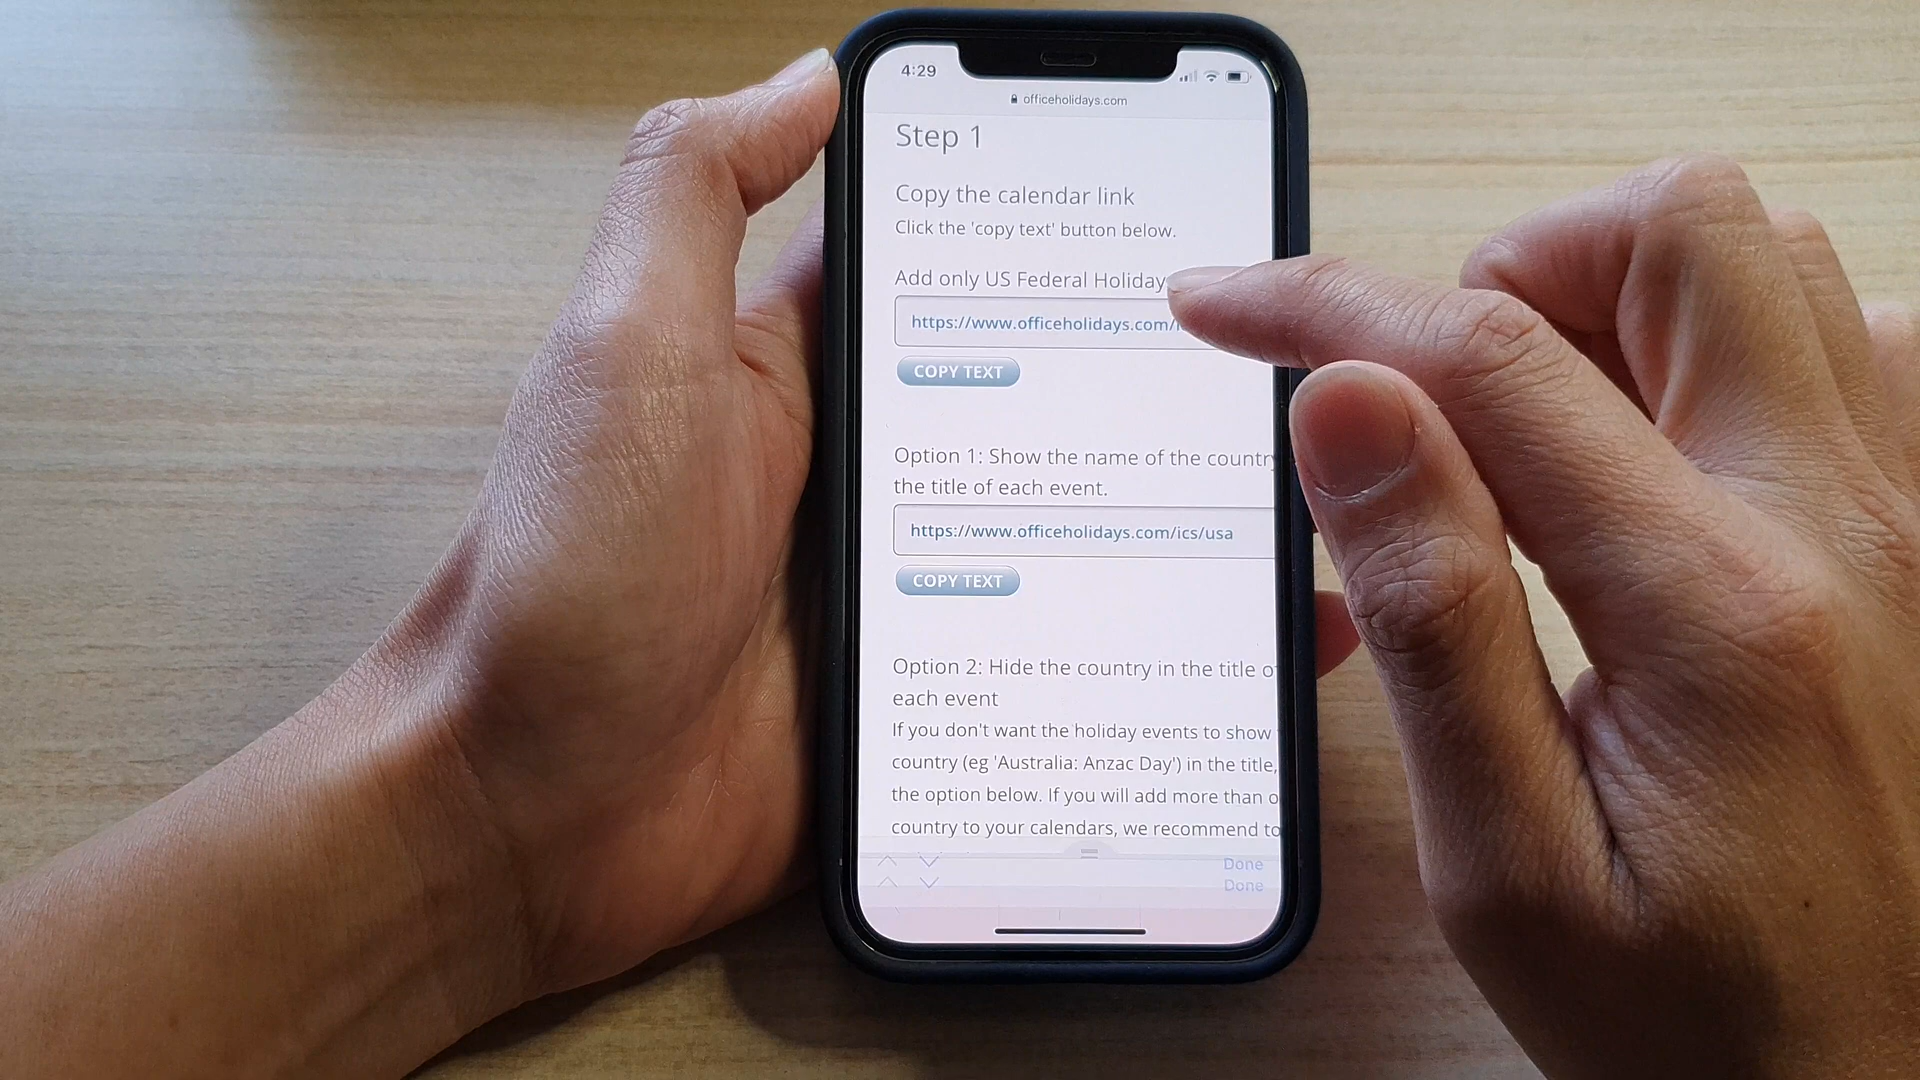 4:29
officeholidays.com
Step 1
Copy the calendar link
Click the 'copy text' button below.
Add only US Federal Holiday
https://www.officeholidays.com/
COPY TEXT
Option 1: Show the name of the country
the title of each event.
https://www.officeholidays.com/ics/usa
COPY TEXT
Option 2: Hide the country in the title of
each event
If you don't want the holiday events to show
country (eg 'Australia: Anzac Day') in the title,
the option below. If you will add more than
country to your calendars, we recommend to
Done
Done